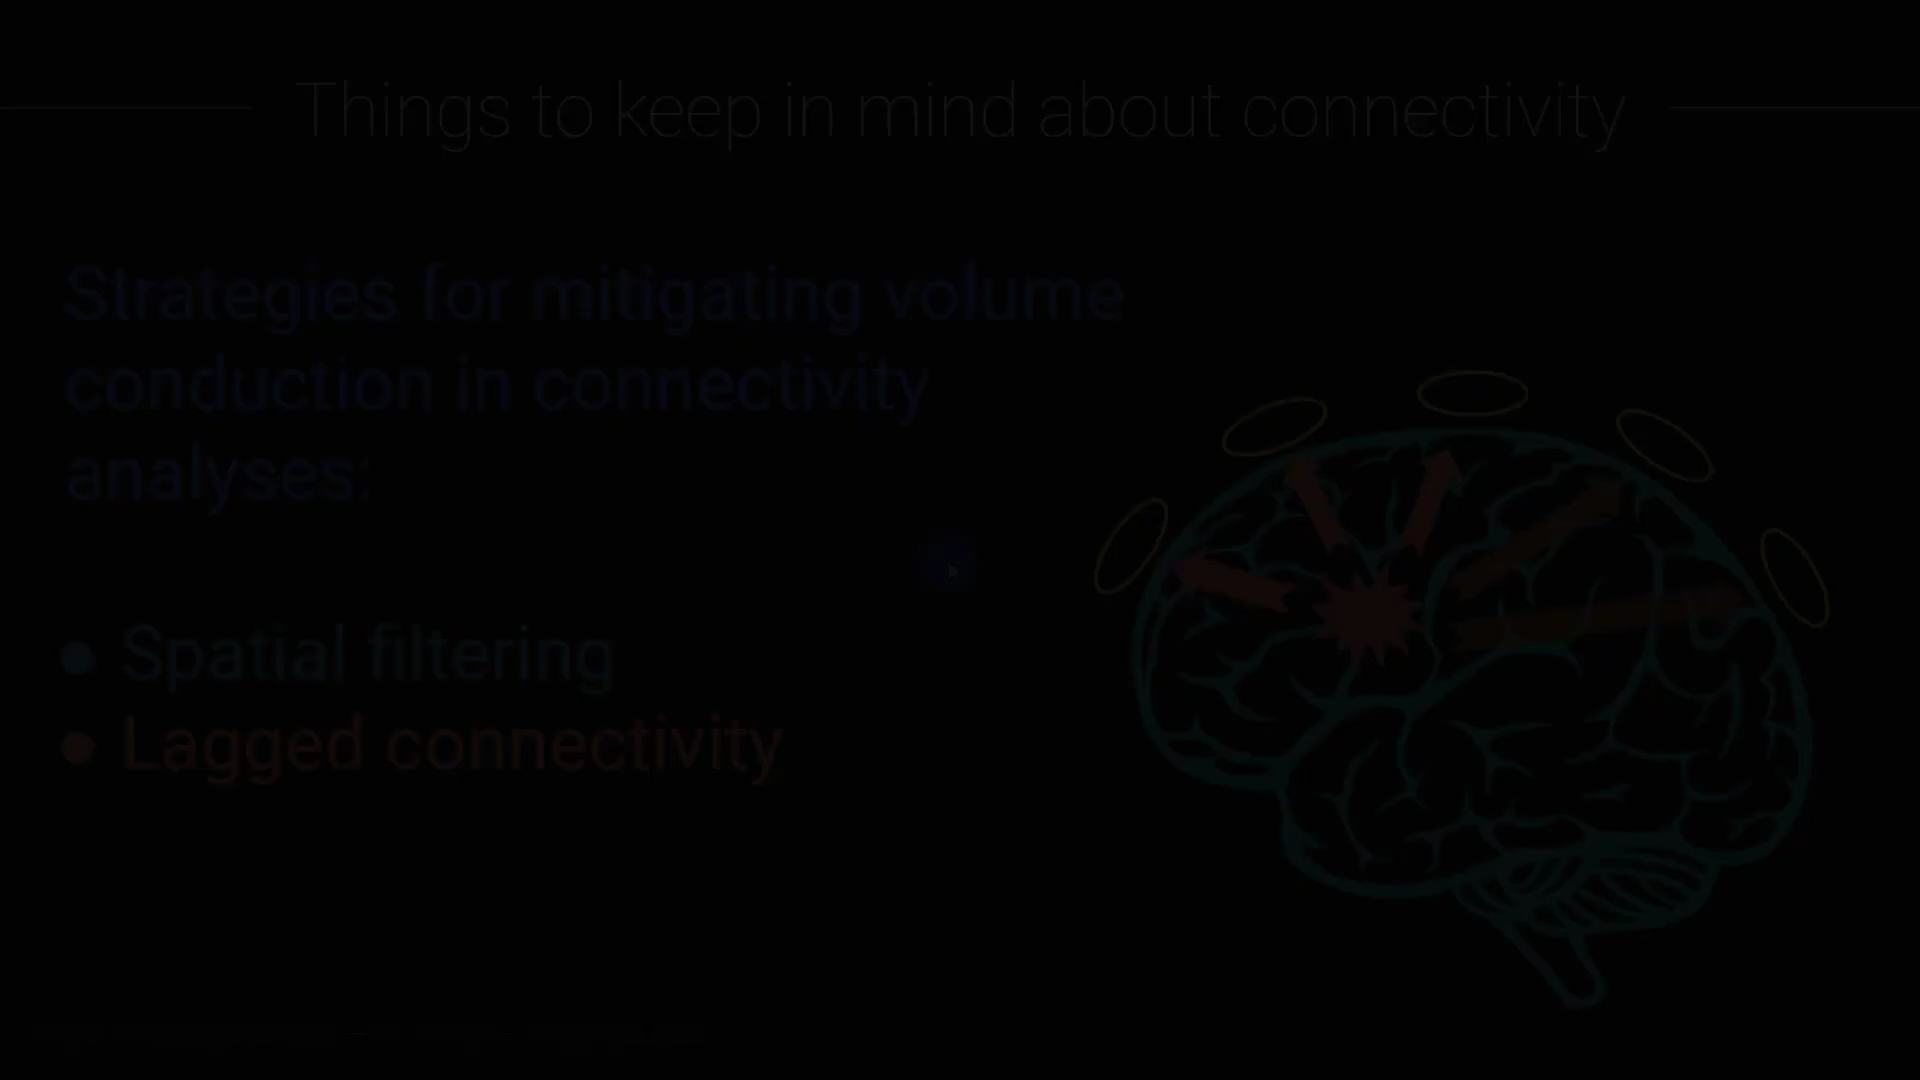 Things to keep in mind about connectivity
Strategies for mitigating volume
conduction in connectivity
analyses:
● Spatial filtering
● Lagged connectivity